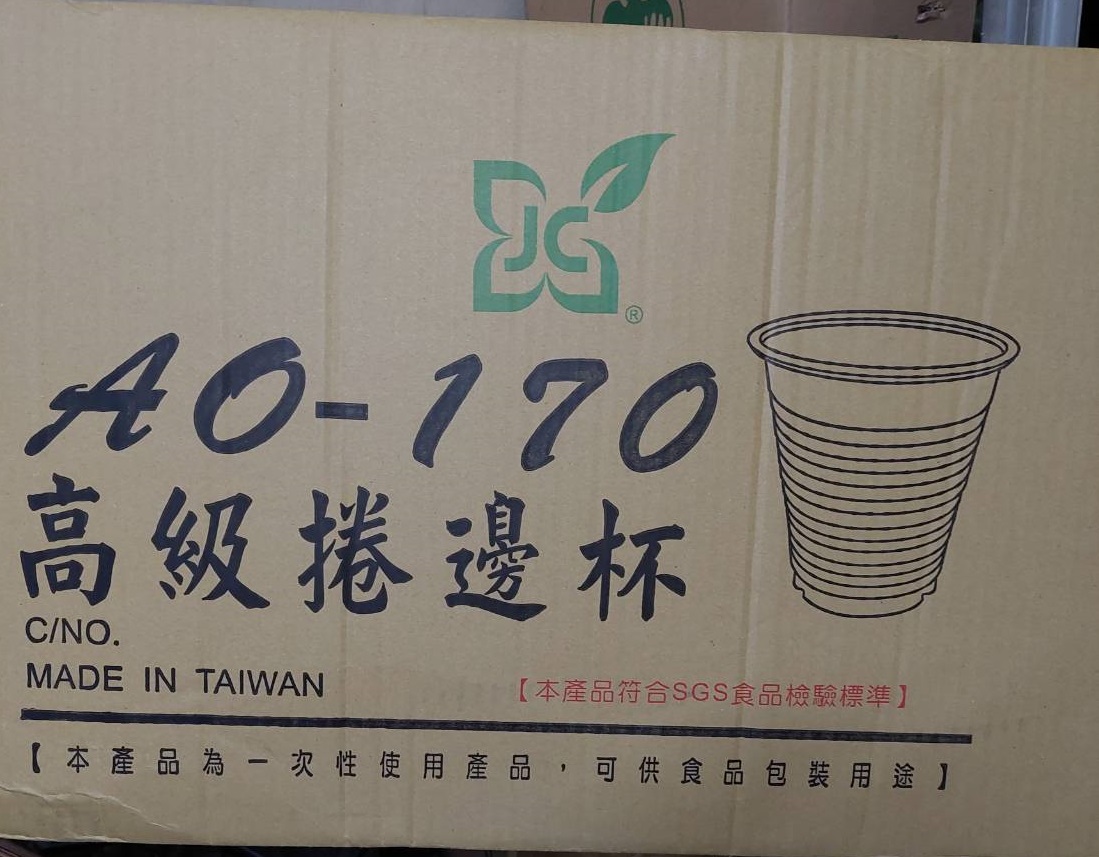 JC
®
AO-170
高級捲邊杯
C/NO.
MADE IN TAIWAN
【本產品符合SGS食品檢驗標準】
【本產品為一次性使用產品，可供食品包裝用途】